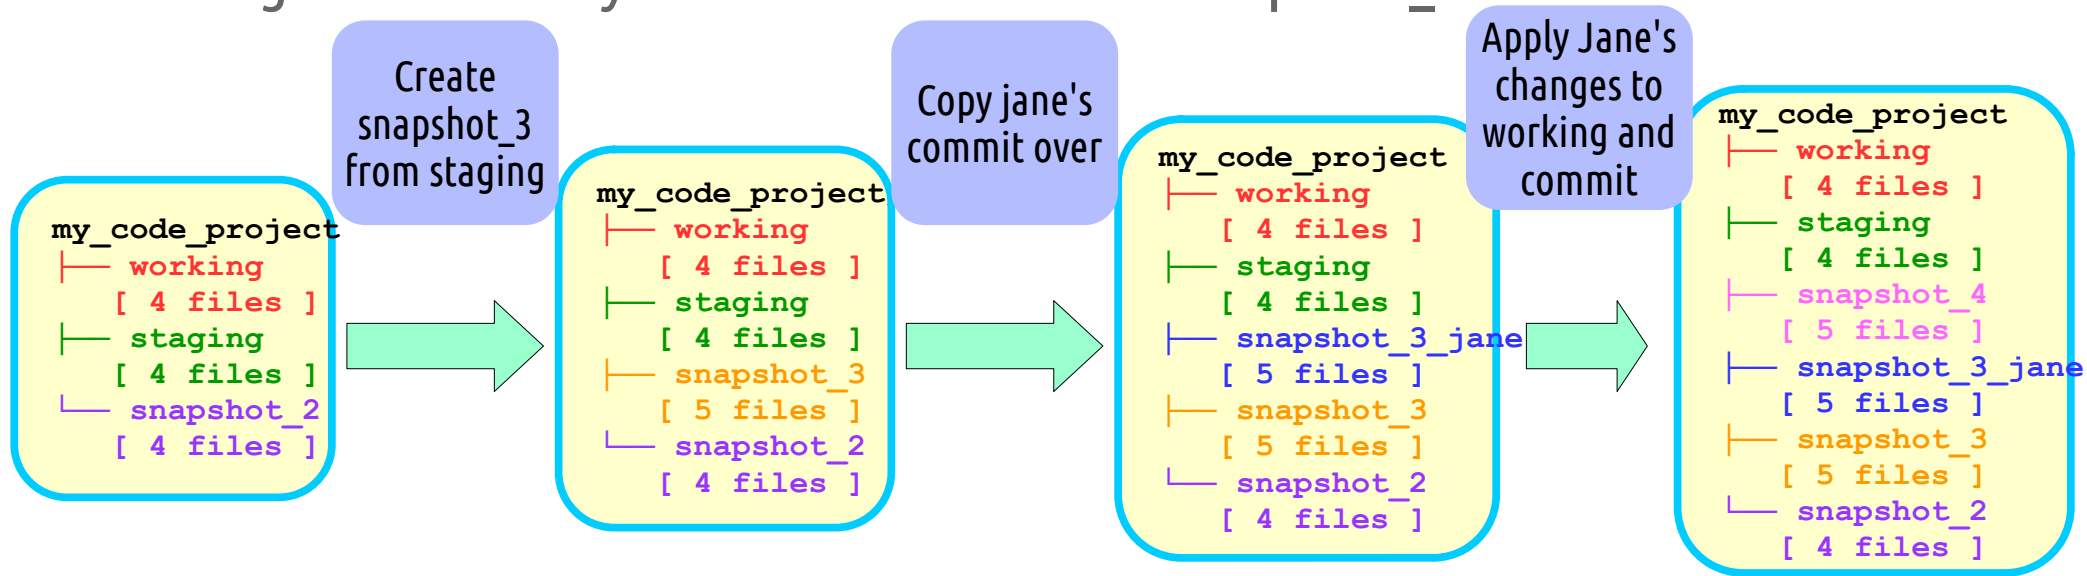 Create
snapshot_3
from staging
Copy jane's
commit over
Apply Jane's
changes to
working and
commit
my_code_project
├── working
[ 4 files ]
├── staging
[ 4 files ]
└── snapshot_2
[ 4 files ]
my_code_project
├── working
[ 4 files ]
├── staging
[ 4 files ]
├── snapshot_3
[ 5 files ]
└── snapshot_2
[ 4 files ]
my_code_project
├── working
[ 4 files ]
├── staging
[ 4 files ]
├── snapshot_3_jane
[ 5 files ]
├── snapshot_3
[ 5 files ]
└── snapshot_2
[ 4 files ]
my_code_project
├── working
[ 4 files ]
├── staging
[ 4 files ]
├── snapshot_4
[ 5 files ]
├── snapshot_3_jane
[ 5 files ]
├── snapshot_3
[ 5 files ]
└── snapshot_2
[ 4 files ]